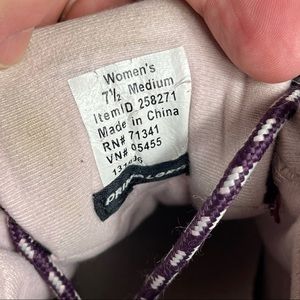 Women's
7½ Medium
ItemID 258271
Made in China
RN# 71341
VN# 05455